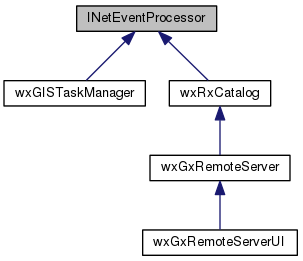 INetEventProcessor
wxGISTaskManager
wxRxCatalog
wxGxRemoteServer
wxGxRemoteServerUI